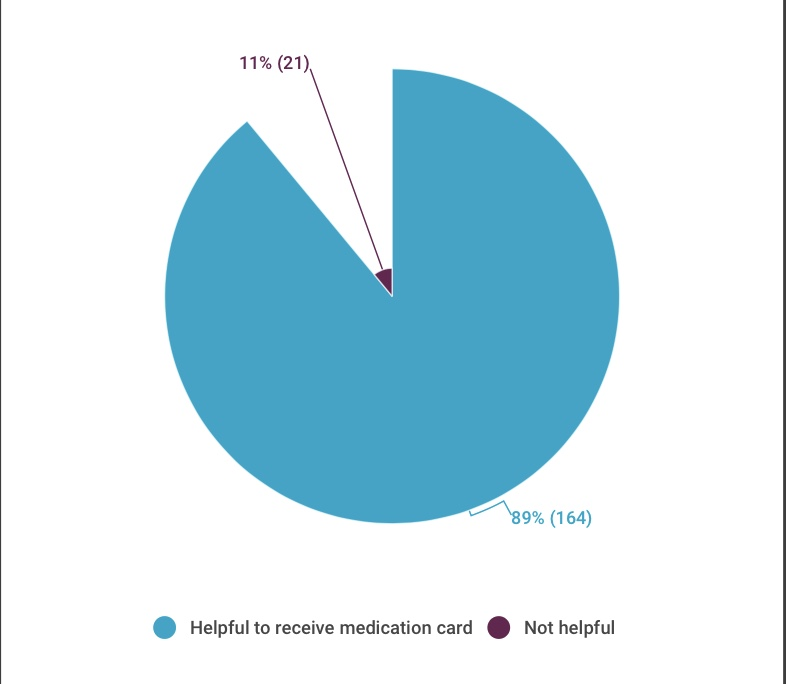 11% (21)
89% (164)
Helpful to receive medication card
Not helpful